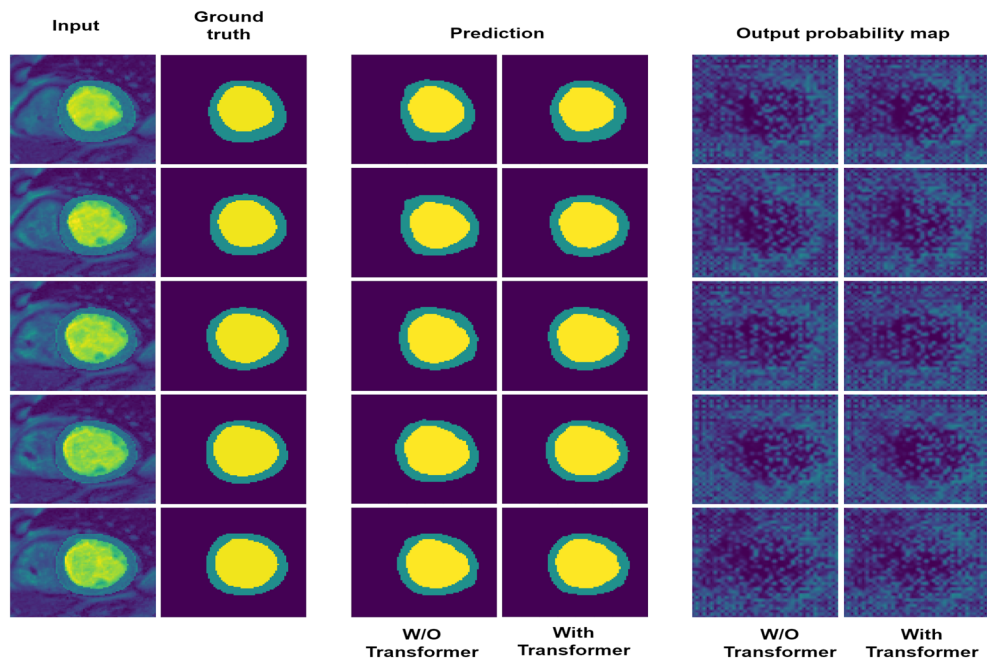 Input
Ground
truth
Prediction
Output probability map
W/O
Transformer
With
Transformer
W/O
Transformer
With
Transformer